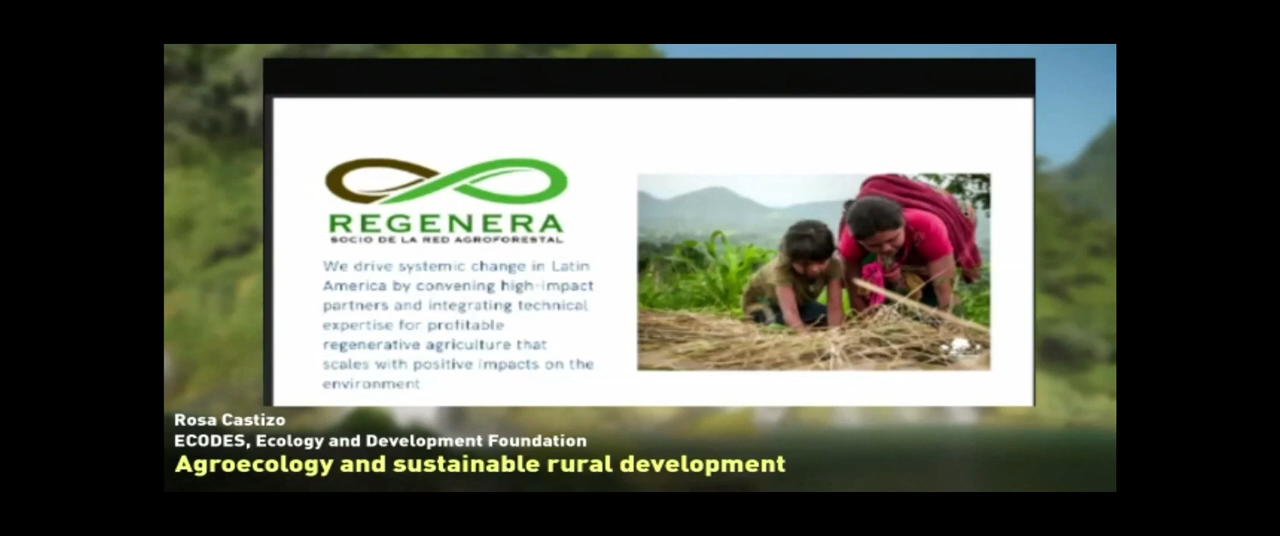 REGENERA
SOCIO DE LA RED AGROFORESTAL
We drive systemic change in Latin
America by convening high-impact
partners and integrating technical
expertise for profitable
regenerative agriculture that
scales with positive impacts on the
environment
Rosa Castizo
ECODES, Ecology and Development Foundation
Agroecology and sustainable rural development